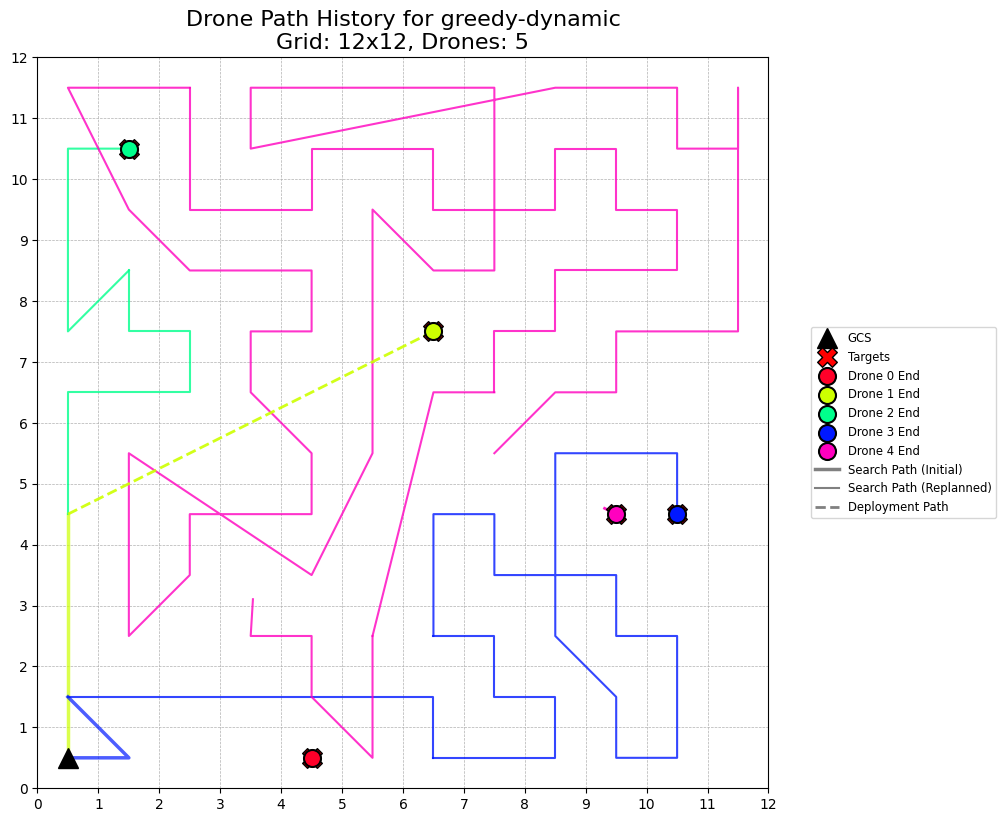 Drone Path History for greedy-dynamic
Grid: 12x12, Drones: 5
12
11
10
9
8
7
6
5
4
3
2
1
0
0 1 2 3 4 5 6 7 8 9 10 11 12
GCS
Targets
Drone 0 End
Drone 1 End
Drone 2 End
Drone 3 End
Drone 4 End
Search Path (Initial)
Search Path (Replanned)
Deployment Path